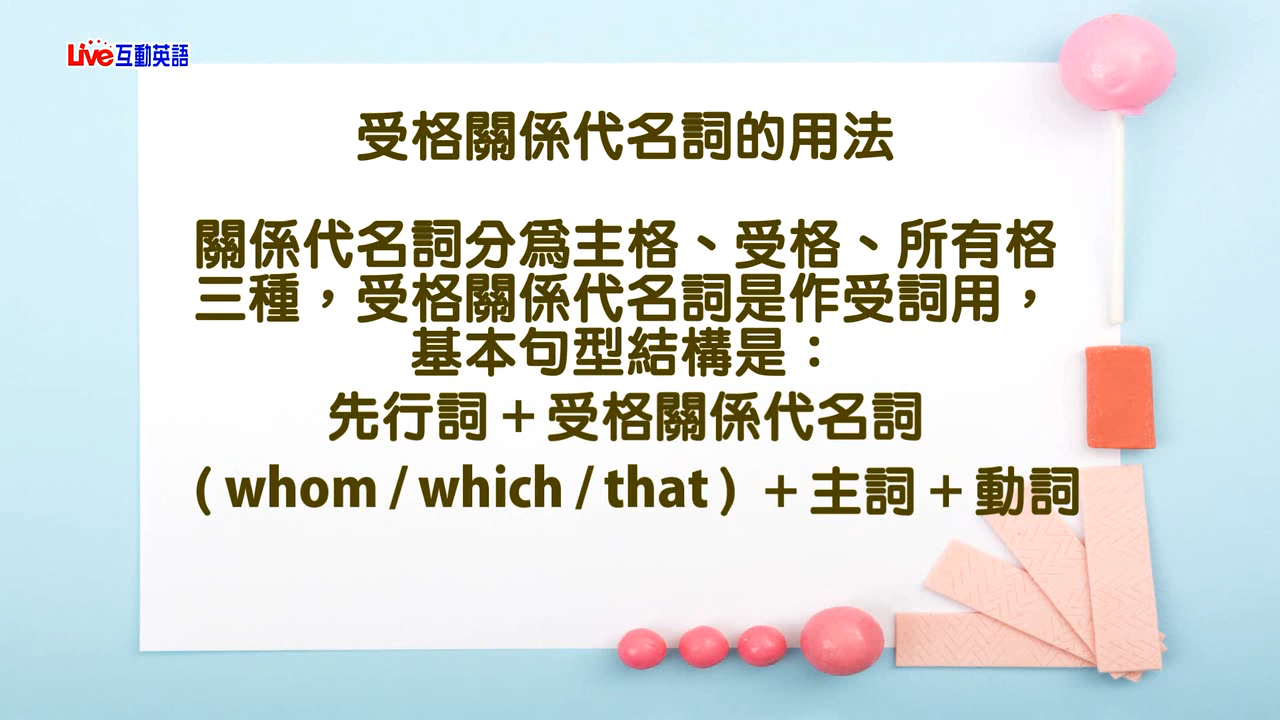 Live互動英語
受格關係代名詞的用法
關係代名詞分為主格、受格、所有格
三種，受格關係代名詞是作受詞用，
基本句型結構是：
先行詞＋受格關係代名詞
( whom / which / that ) ＋主詞＋動詞